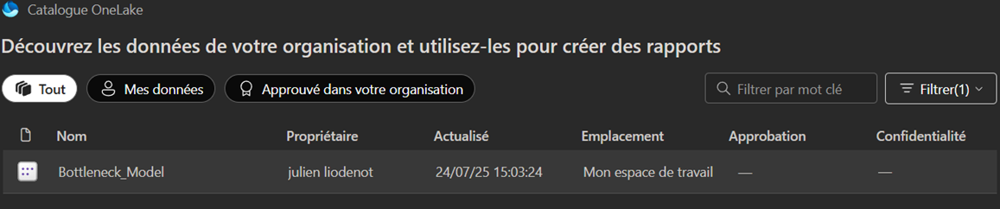 Catalogue OneLake
Découvrez les données de votre organisation et utilisez-les pour créer des rapports
Tout Mes données Approuvé dans votre organisation Filtrer par mot clé Filtrer(1)
Nom Propriétaire Actualisé Emplacement Approbation Confidentialité
Bottleneck_Model julien liodenot 24/07/25 15:03:24 Mon espace de travail — —